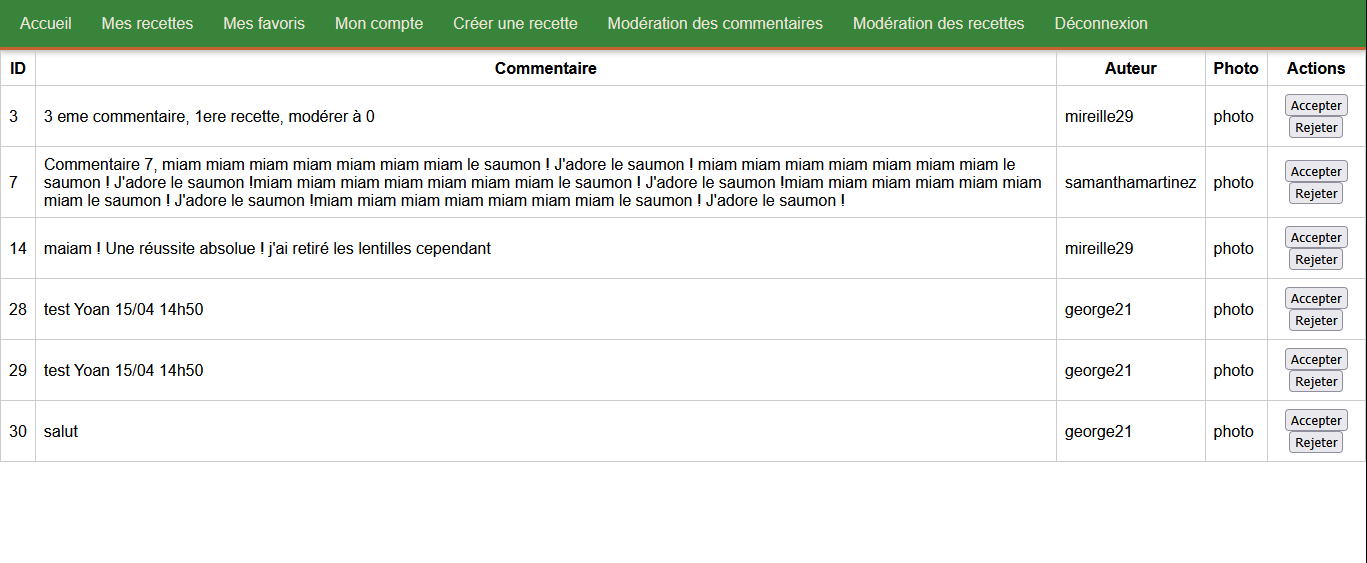 Accueil Mes recettes Mes favoris Mon compte Créer une recette Modération des commentaires Modération des recettes Déconnexion
ID Commentaire Auteur Photo Actions
3 3 eme commentaire, 1ere recette, modérer à 0 mireille29 photo Accepter
Rejeter
Commentaire 7, miam miam miam miam miam miam miam le saumon ! J'adore le saumon ! miam miam miam miam miam miam miam le
7 saumon ! J'adore le saumon !miam miam miam miam miam miam miam le saumon ! J'adore le saumon !miam miam miam miam miam miam samanthamartinez photo Accepter
miam le saumon ! J'adore le saumon !miam miam miam miam miam miam miam le saumon ! J'adore le saumon ! Rejeter
14 maiam ! Une réussite absolue ! j'ai retiré les lentilles cependant mireille29 photo Accepter
Rejeter
28 test Yoan 15/04 14h50 george21 photo Accepter
Rejeter
29 test Yoan 15/04 14h50 george21 photo Accepter
Rejeter
30 salut george21 photo Accepter
Rejeter